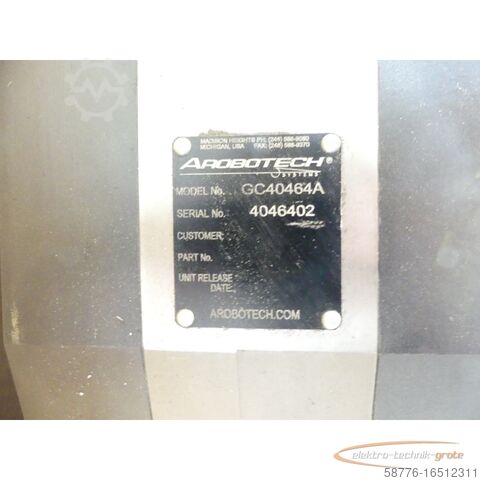 MADISON HEIGHTS PH: (248) 588-9080
MICHIGAN, USA FAX: (248) 588-9370
AROBOTECH®
SYSTEMS
MODEL No. GC40464A
SERIAL No. 4046402
CUSTOMER:
PART No.
UNIT RELEASE
DATE:
AROBOTECH.COM
elektro-technik-grote
58776-16512311